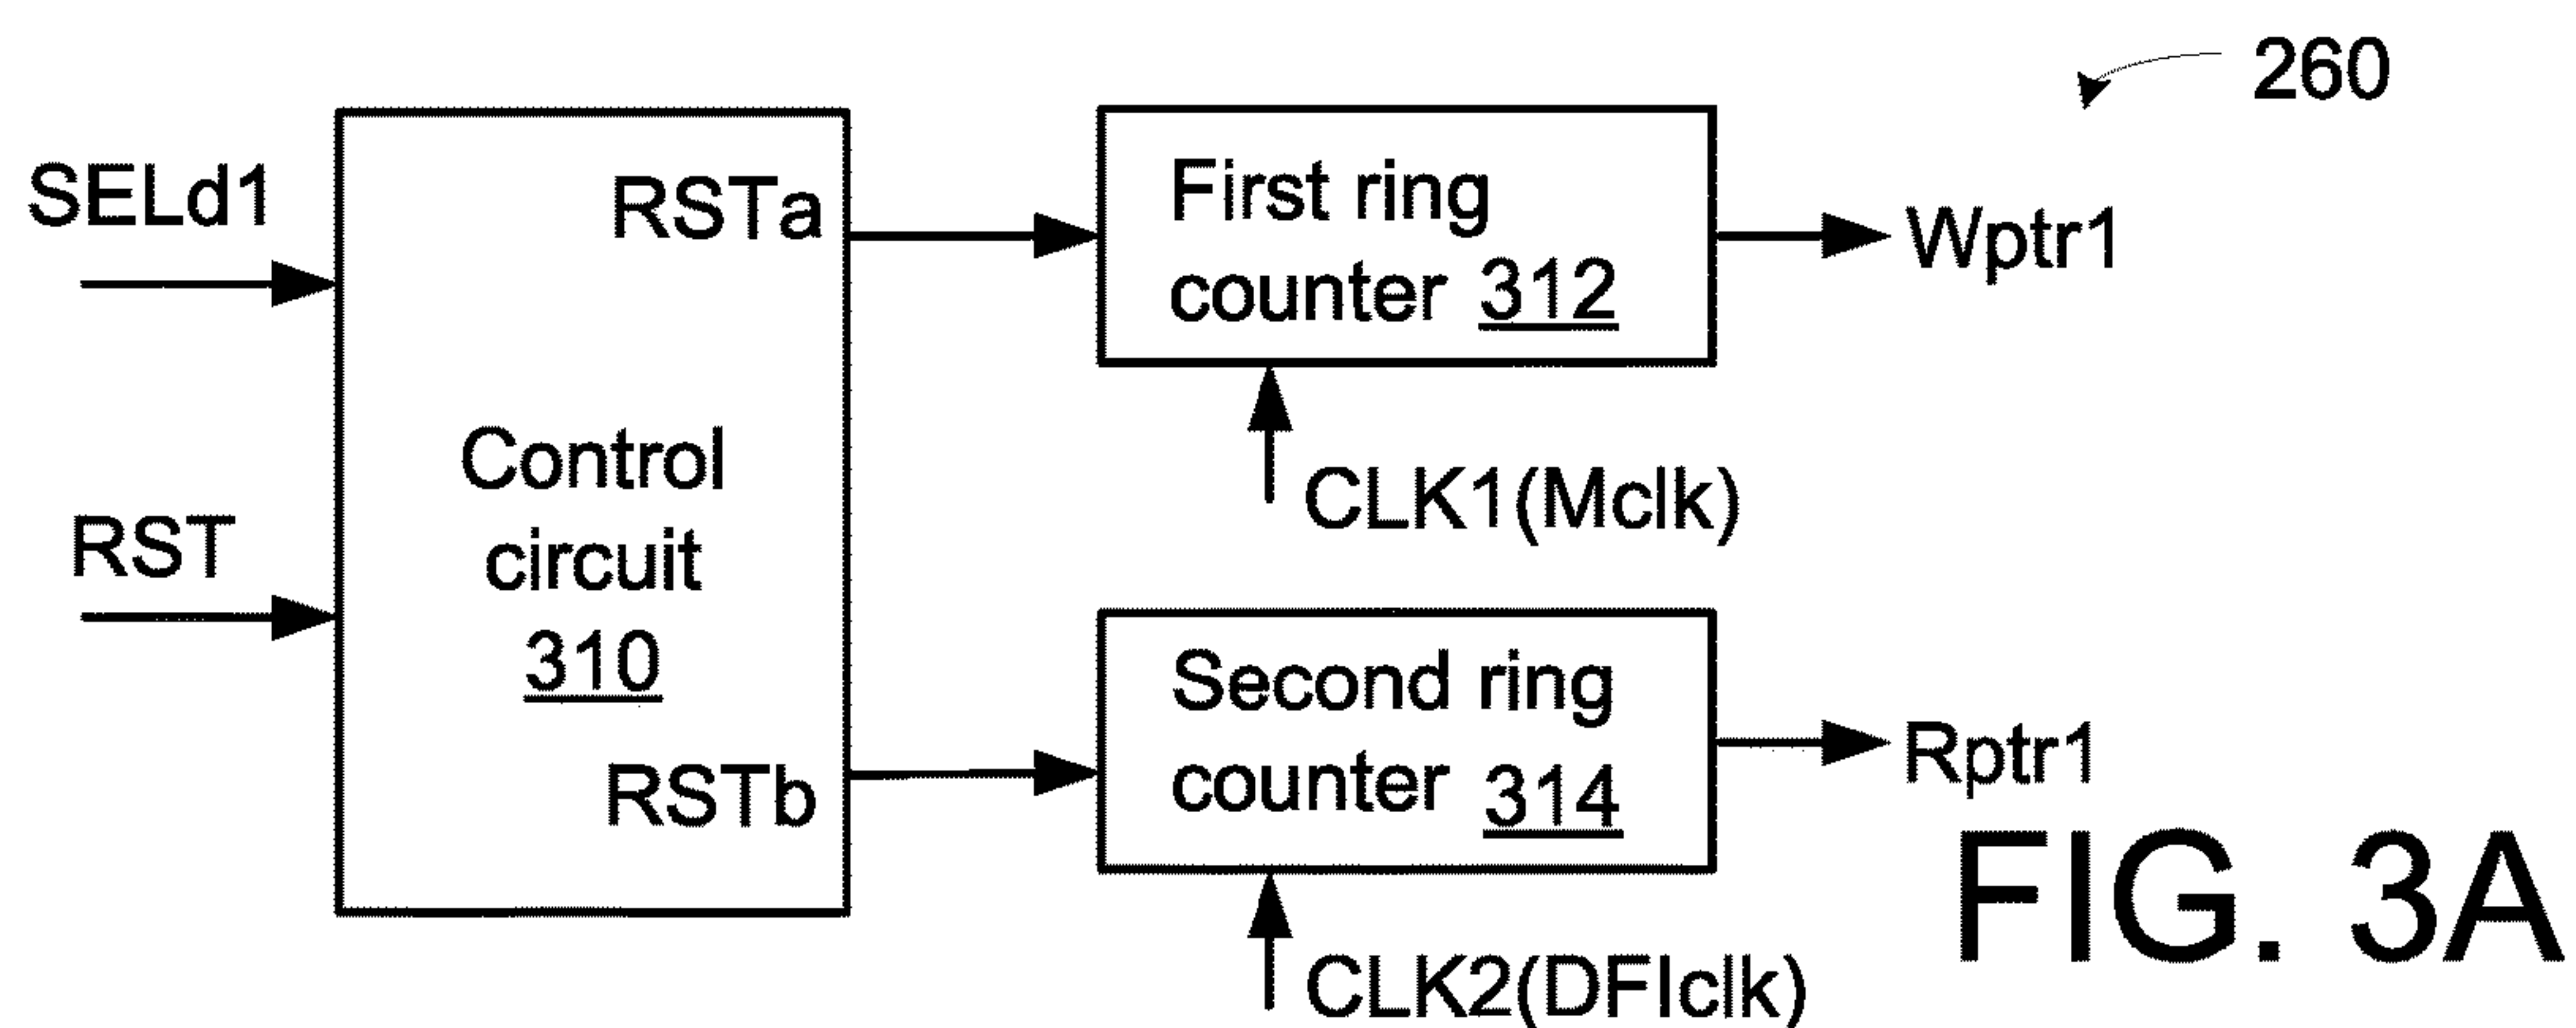 260
SELd1
RSTa
First ring
counter 312
Wptr1
CLK1(Mclk)
RST
Control
circuit
310
RSTb
Second ring
counter 314
Rptr1
CLK2(DFIclk)
FIG. 3A